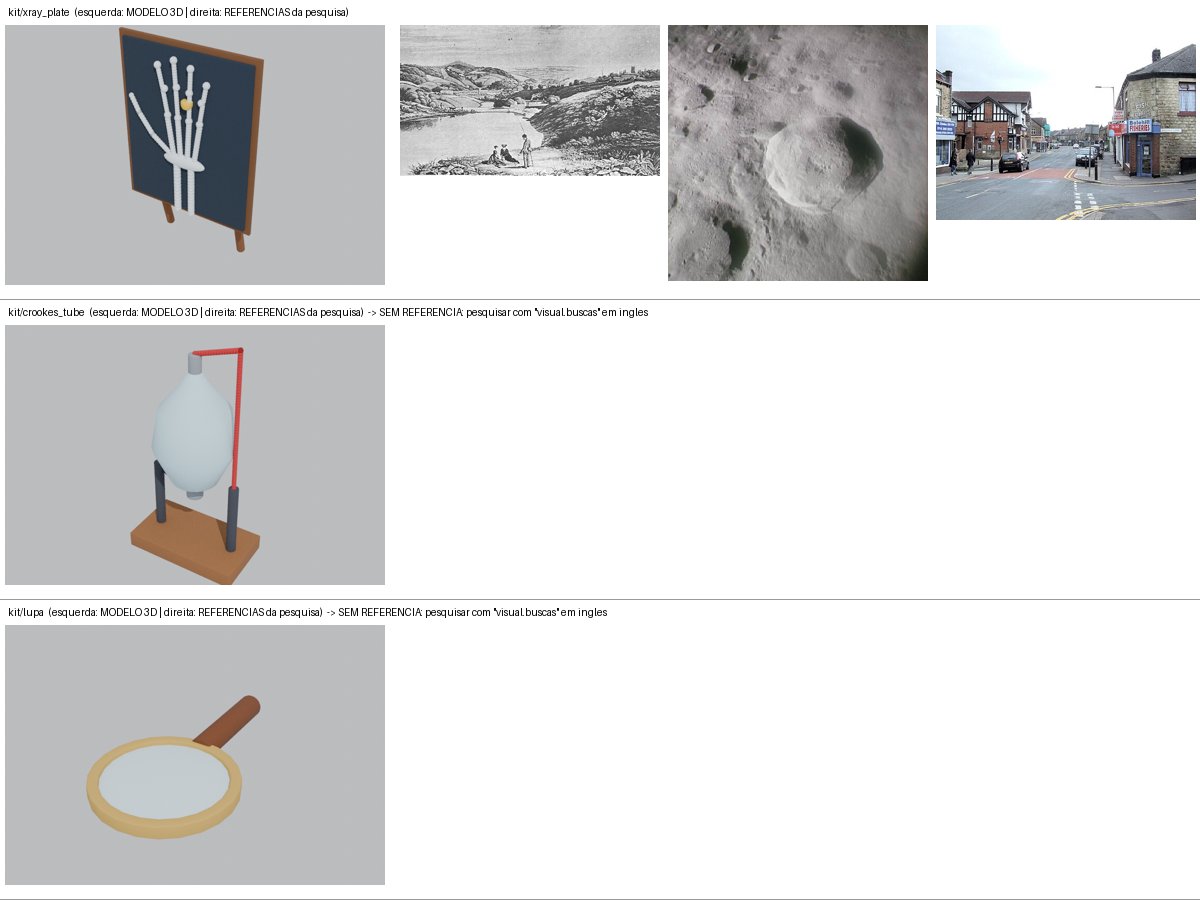 kit/xray_plate (esquerda: MODELO 3D | direita: REFERENCIAS da pesquisa)
FISHERIES
kit/crookes_tube (esquerda: MODELO 3D | direita: REFERENCIAS da pesquisa) -> SEM REFERENCIA: pesquisar com "visual.buscas" em ingles
kit/lupa (esquerda: MODELO 3D | direita: REFERENCIAS da pesquisa) -> SEM REFERENCIA: pesquisar com "visual.buscas" em ingles